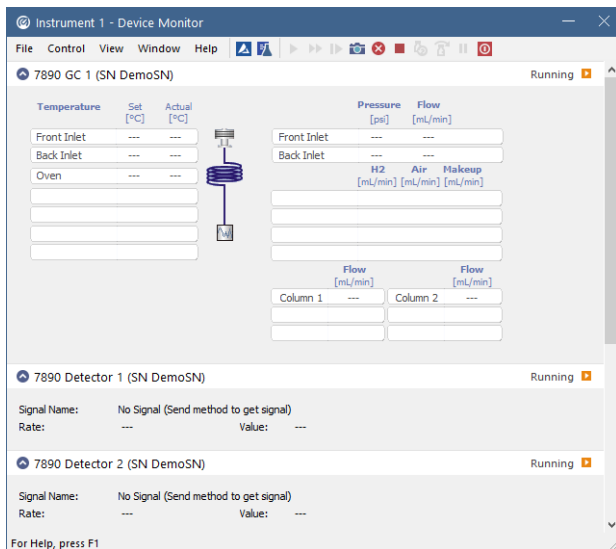 Instrument 1 - Device Monitor
File Control View Window Help
7890 GC 1 (SN DemoSN) Running
Temperature Set Actual
[°C] [°C]
Front Inlet --- ---
Back Inlet --- ---
Oven --- ---
Pressure Flow
[psi] [mL/min]
Front Inlet --- ---
Back Inlet --- ---
H2 Air Makeup
[mL/min] [mL/min] [mL/min]
Flow Flow
[mL/min] [mL/min]
Column 1 --- Column 2 ---
7890 Detector 1 (SN DemoSN) Running
Signal Name: No Signal (Send method to get signal)
Rate: --- Value: ---
7890 Detector 2 (SN DemoSN) Running
Signal Name: No Signal (Send method to get signal)
Rate: --- Value: ---
For Help, press F1